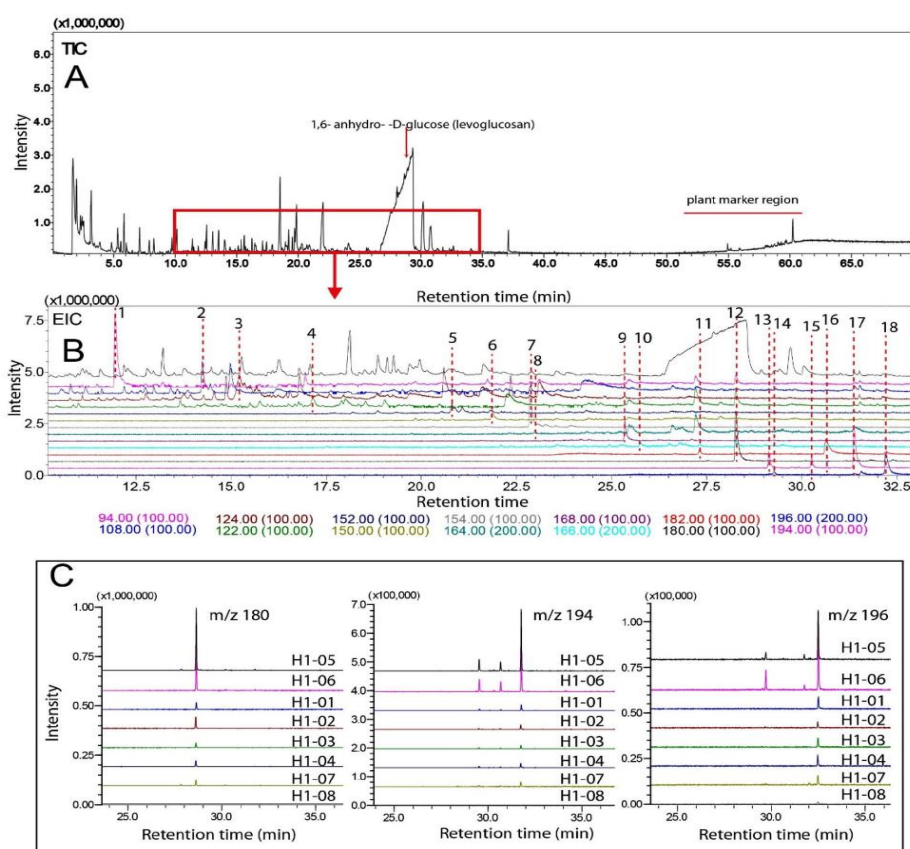 (x1,000,000)
TIC
A
6.0
5.0
4.0
3.0
2.0
1.0
Intensity
1,6- anhydro- -D-glucose (levoglucosan)
plant marker region
5.0 10.0 15.0 20.0 25.0 30.0 35.0 40.0 45.0 50.0 55.0 60.0 65.0
Retention time (min)
(x1,000,000)
EIC
B
7.5
5.0
2.5
0.0
Intensity
1 2 3 4 5 6 7 8 9 10 11 12 13 14 15 16 17 18
12.5 15.0 17.5 20.0 22.5 25.0 27.5 30.0 32.5
Retention time
94.00 (100.00) 124.00 (100.00) 152.00 (100.00) 154.00 (100.00) 168.00 (100.00) 182.00 (100.00) 196.00 (200.00)
108.00 (100.00) 122.00 (100.00) 150.00 (100.00) 164.00 (200.00) 166.00 (200.00) 180.00 (100.00) 194.00 (100.00)
C
Intensity
(x1,000,000)
1.00
0.75
0.50
0.25
0.00
m/z 180
H1-05
H1-06
H1-01
H1-02
H1-03
H1-04
H1-07
H1-08
25.0 30.0 35.0
Retention time (min)
(x100,000)
7.0
6.0
5.0
4.0
3.0
2.0
1.0
0.0
m/z 194
H1-05
H1-06
H1-01
H1-02
H1-03
H1-04
H1-07
H1-08
25.0 30.0 35.0
Retention time (min)
(x100,000)
1.00
0.75
0.50
0.25
0.00
m/z 196
H1-05
H1-06
H1-01
H1-02
H1-03
H1-04
H1-07
H1-08
25.0 30.0 35.0
Retention time (min)